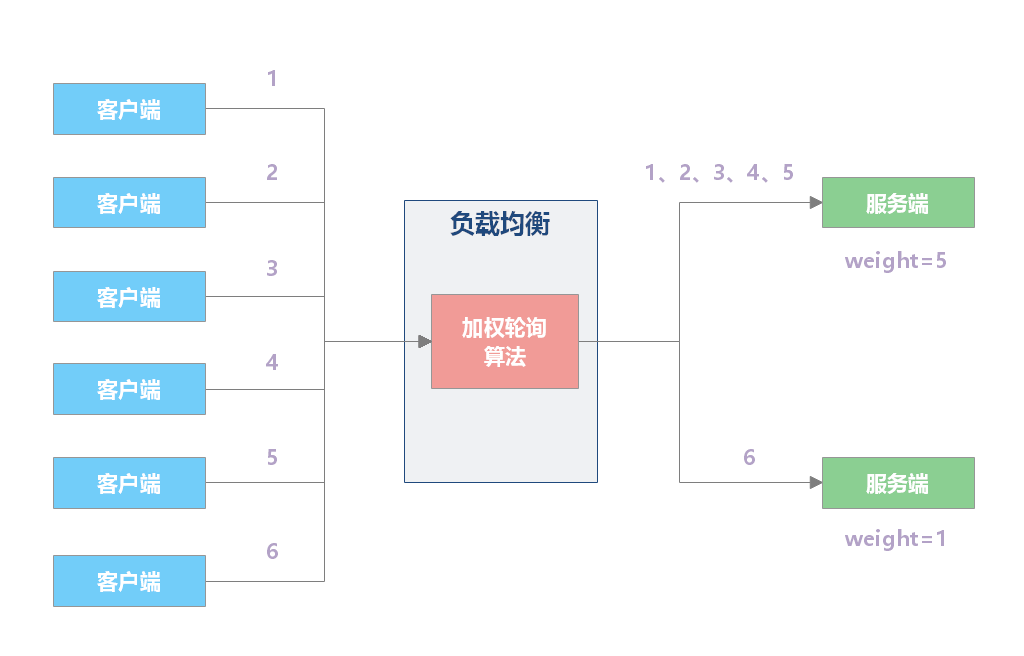 1
客户端
2
客户端
3
客户端
4
客户端
5
客户端
6
客户端
负载均衡
加权轮询
算法
1、2、3、4、5
服务端
weight=5
6
服务端
weight=1